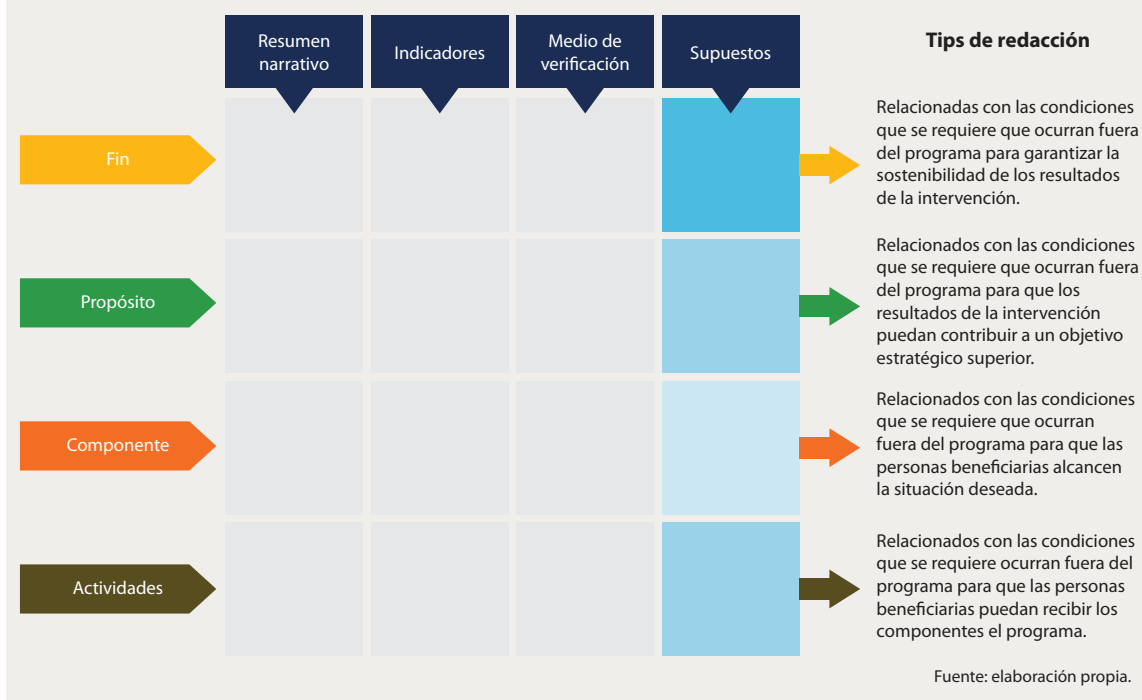 Resumen
narrativo
Indicadores
Medio de
verificación
Supuestos
Tips de redacción
Fin
Relacionadas con las condiciones
que se requiere que ocurran fuera
del programa para garantizar la
sostenibilidad de los resultados
de la intervención.
Propósito
Relacionados con las condiciones
que se requiere que ocurran fuera
del programa para que los
resultados de la intervención
puedan contribuir a un objetivo
estratégico superior.
Componente
Relacionados con las condiciones
que se requiere que ocurran
fuera del programa para que las
personas beneficiarias alcancen
la situación deseada.
Actividades
Relacionados con las condiciones
que se requiere ocurran fuera del
programa para que las personas
beneficiarias puedan recibir los
componentes el programa.
Fuente: elaboración propia.